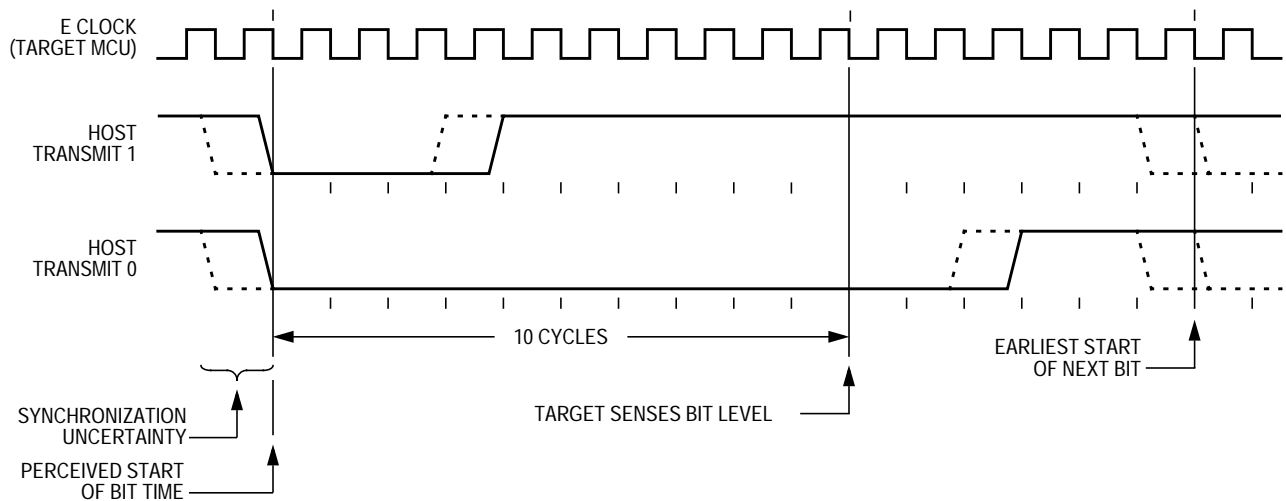 E CLOCK
(TARGET MCU)
HOST
TRANSMIT 1
HOST
TRANSMIT 0
10 CYCLES
EARLIEST START
OF NEXT BIT
TARGET SENSES BIT LEVEL
SYNCHRONIZATION
UNCERTAINTY
PERCEIVED START
OF BIT TIME